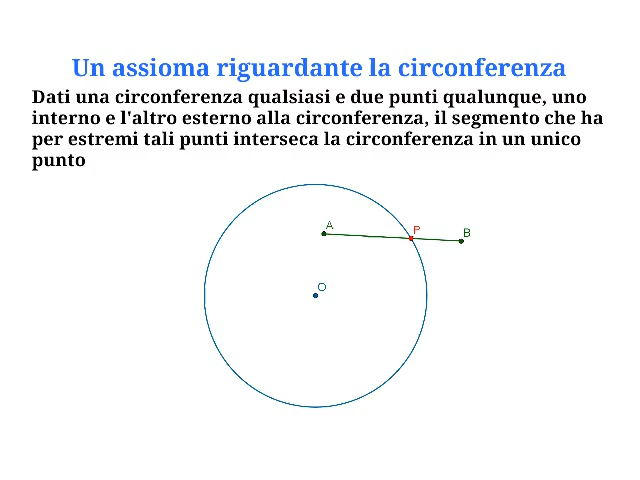 Un assioma riguardante la circonferenza
Dati una circonferenza qualsiasi e due punti qualunque, uno
interno e l'altro esterno alla circonferenza, il segmento che ha
per estremi tali punti interseca la circonferenza in un unico
punto
A
P
B
O